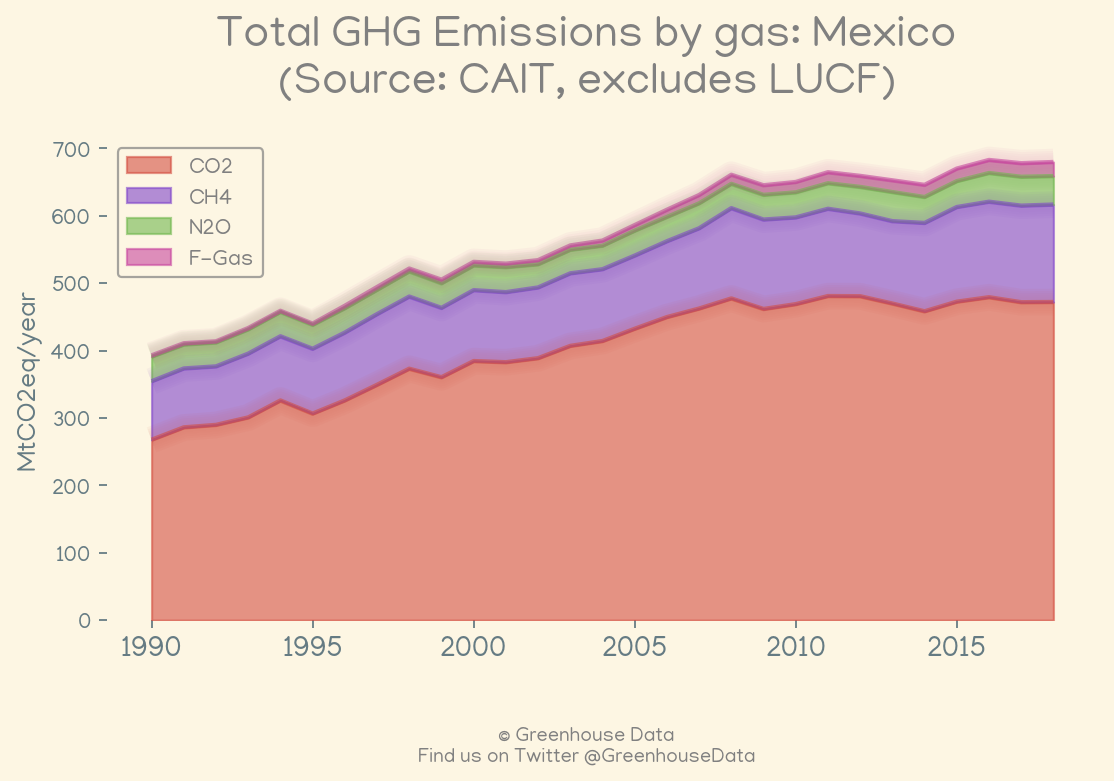 Total GHG Emissions by gas: Mexico
(Source: CAIT, excludes LUCF)
MtCO2eq/year
700
600
500
400
300
200
100
0
CO2
CH4
N2O
F-Gas
1990
1995
2000
2005
2010
2015
© Greenhouse Data
Find us on Twitter @GreenhouseData